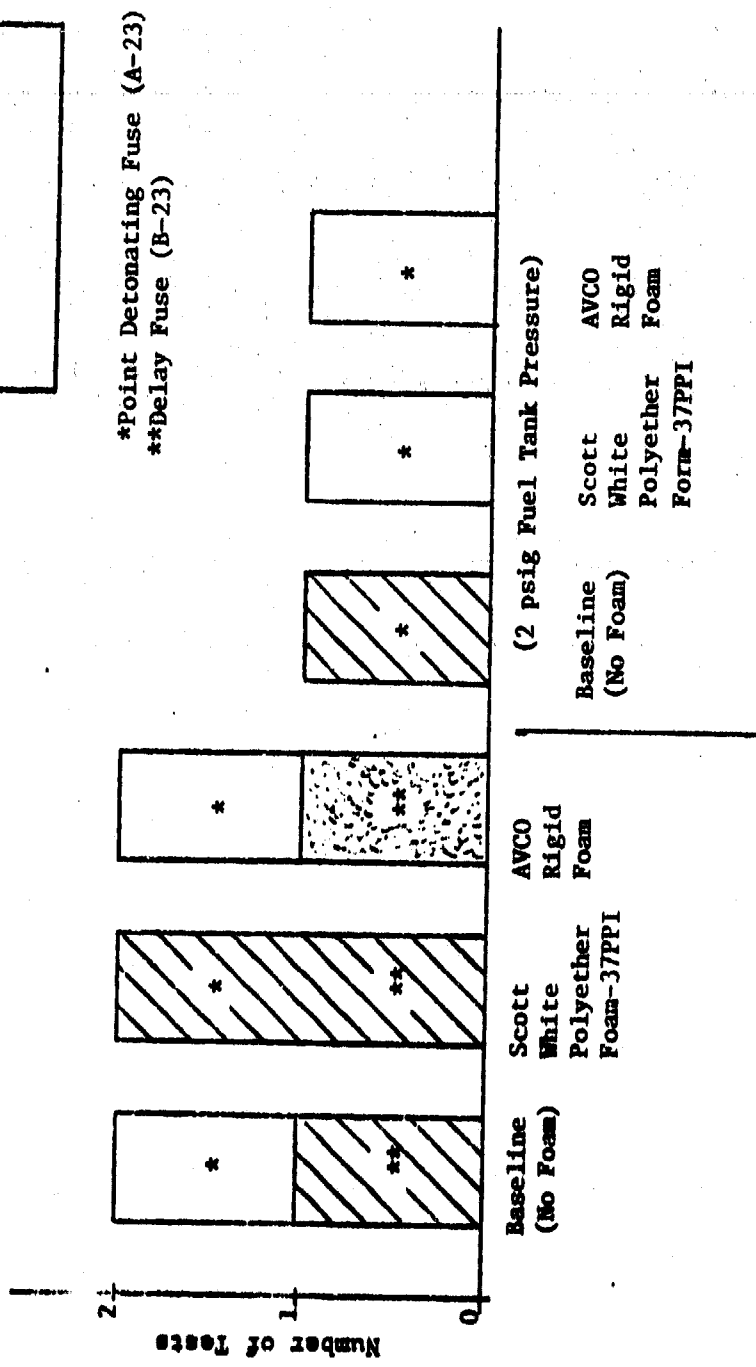 *Point Detonating Fuse (A-23)
**Delay Fuse (B-23)
Number of Tests
2
1
0
*
**
*
**
*
**
*
*
*
Baseline
(No Foam)
Scott
White
Polyether
Foam-37PPI
AVCO
Rigid
Foam
(2 psig Fuel Tank Pressure)
Baseline
(No Foam)
Scott
White
Polyether
Form-37PPI
AVCO
Rigid
Foam